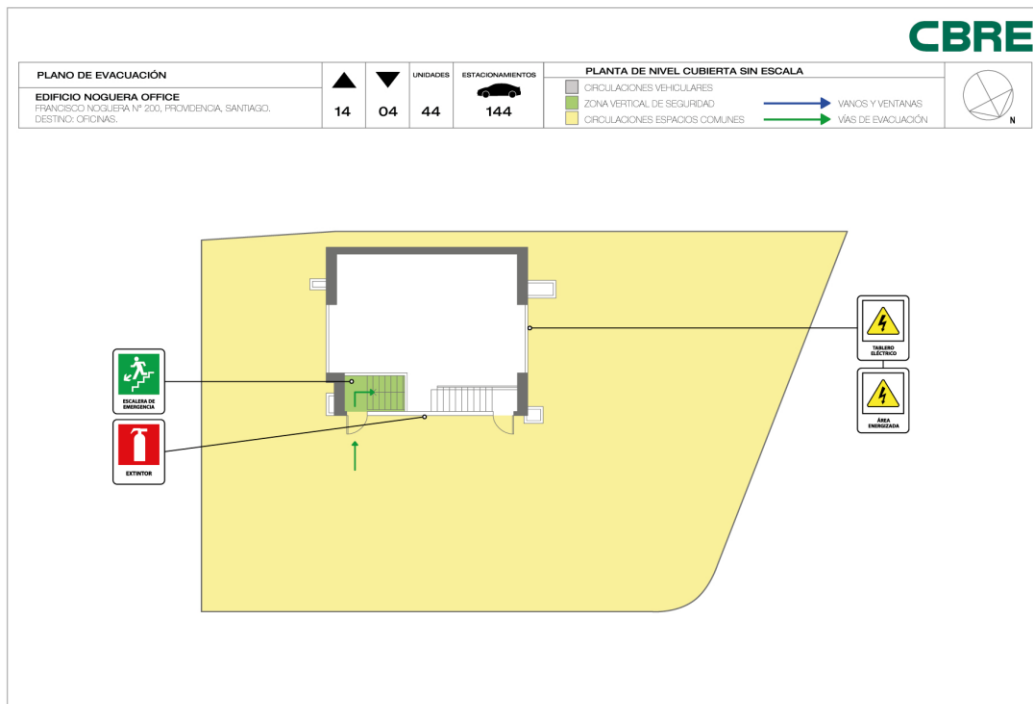 CBRE
PLANO DE EVACUACIÓN
EDIFICIO NOGUERA OFFICE
FRANCISCO NOGUERA N° 200, PROVIDENCIA, SANTIAGO.
DESTINO: OFICINAS.
14
04
UNIDADES
44
ESTACIONAMIENTOS
144
PLANTA DE NIVEL CUBIERTA SIN ESCALA
CIRCULACIONES VEHICULARES
ZONA VERTICAL DE SEGURIDAD
CIRCULACIONES ESPACIOS COMUNES
VANOS Y VENTANAS
VÍAS DE EVACUACIÓN
N
ESCALERA DE
EMERGENCIA
EXTINTOR
TABLERO
ELÉCTRICO
ÁREA
ENERGIZADA